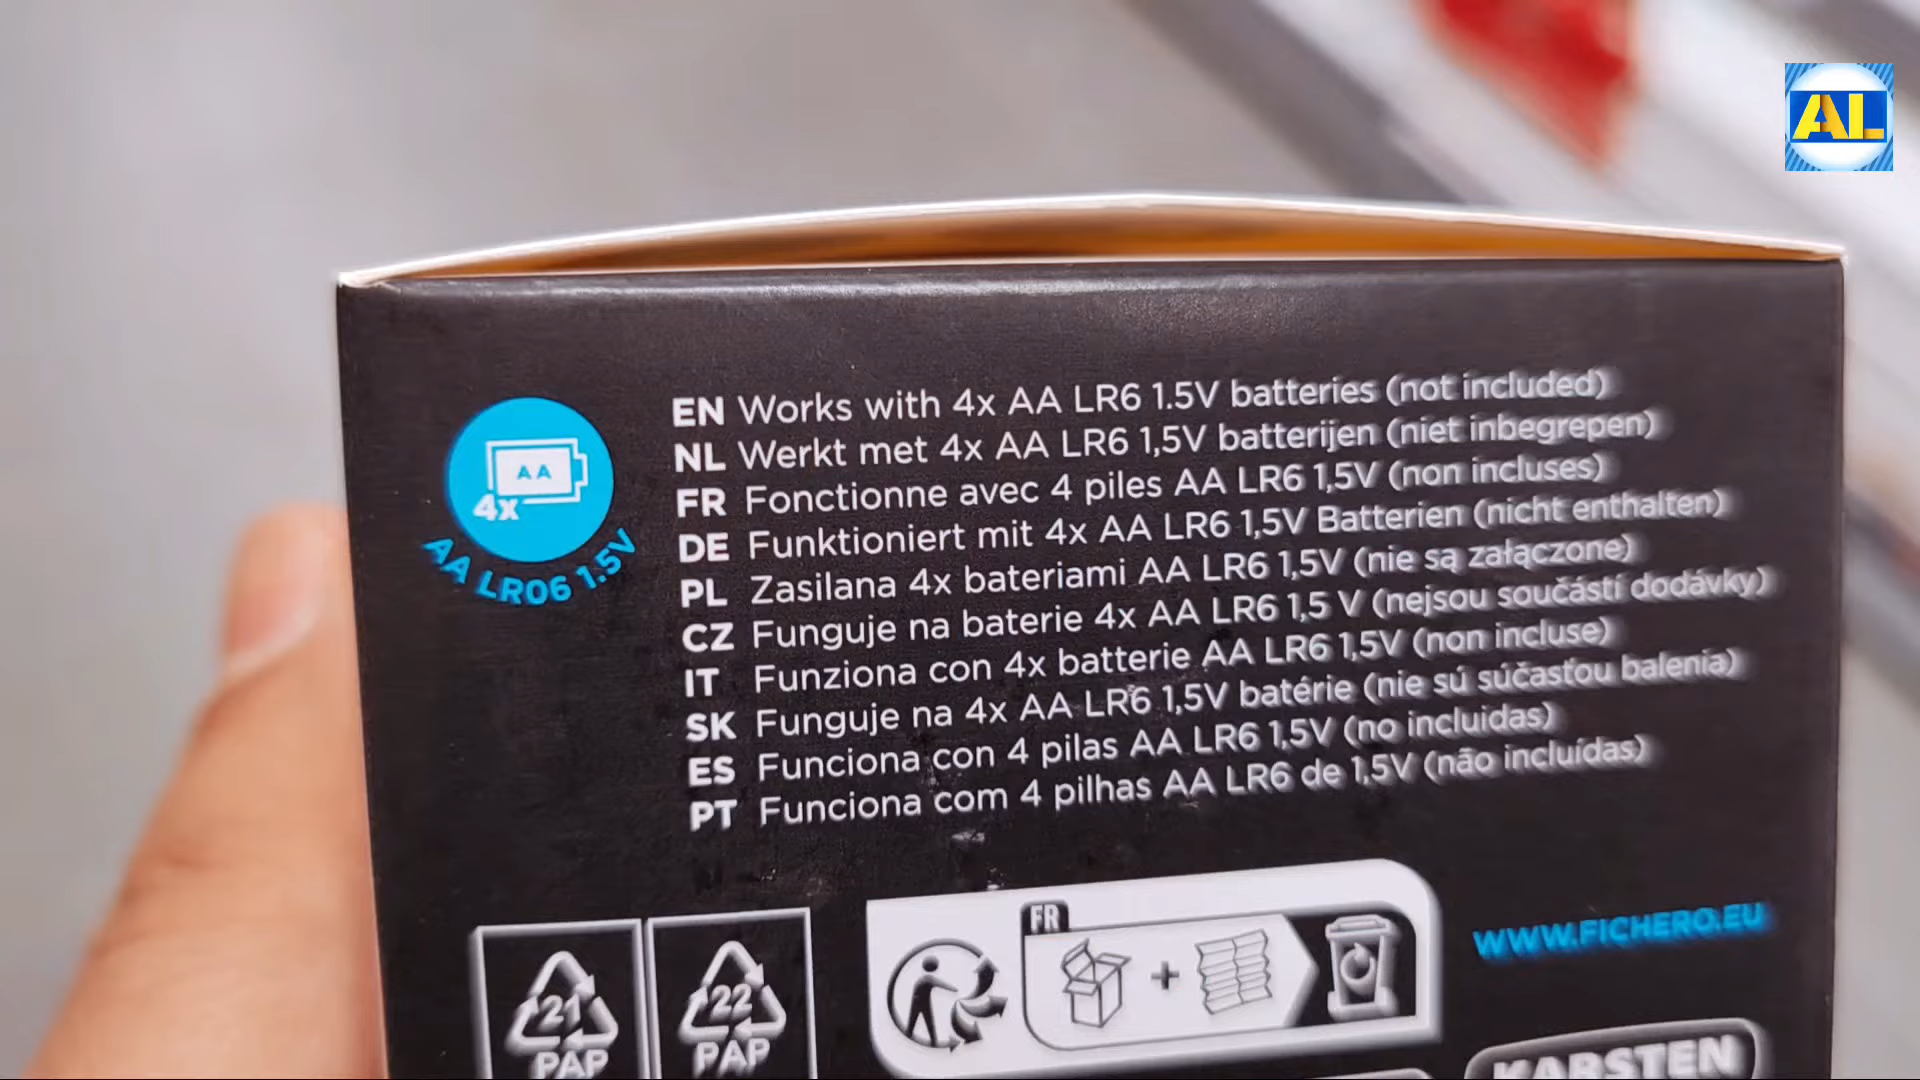 AL
EN Works with 4x AA LR6 1.5V batteries (not included)
NL Werkt met 4x AA LR6 1,5V batterijen (niet inbegrepen)
FR Fonctionne avec 4 piles AA LR6 1,5V (non incluses)
DE Funktioniert mit 4x AA LR6 1,5V Batterien (nicht enthalten)
PL Zasilana 4x bateriami AA LR6 1,5V (nie są załączone)
CZ Funguje na baterie 4x AA LR6 1,5 V (nejsou součástí dodávky)
IT Funziona con 4x batterie AA LR6 1,5V (non incluse)
SK Funguje na 4x AA LR6 1,5V batérie (nie sú súčasťou balenia)
ES Funciona con 4 pilas AA LR6 1,5V (no incluidas)
PT Funciona com 4 pilhas AA LR6 de 1,5V (não incluídas)
AA
4x
AA LR06 1.5V
21
PAP
22
PAP
FR
WWW.FICHERO.EU
KARSTEN